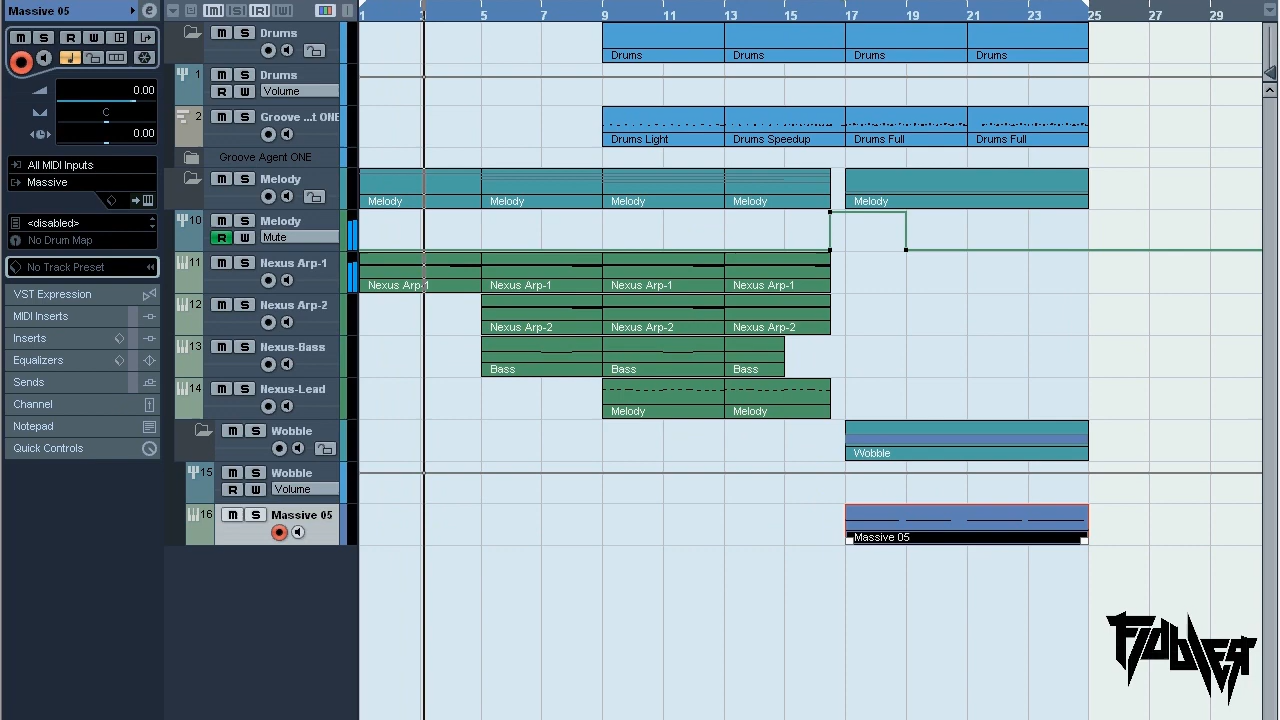 Massive 05 e [M] [S] [R] [W] 1 3 5 7 9 11 13 15 17 19 21 23 25 27 29
M S R W
0.00
C
0.00
All MIDI Inputs
Massive
<disabled>
No Drum Map
No Track Preset
VST Expression
MIDI Inserts
Inserts
Equalizers
Sends
Channel
Notepad
Quick Controls
M S Drums
Drums Drums Drums Drums
1 M S Drums
R W Volume
2 M S Groove ...t ONE
Drums Light Drums Speedup Drums Full Drums Full
Groove Agent ONE
M S Melody
Melody Melody Melody Melody Melody
10 M S Melody
R W Mute
11 M S Nexus Arp-1
Nexus Arp-1 Nexus Arp-1 Nexus Arp-1 Nexus Arp-1
12 M S Nexus Arp-2
Nexus Arp-2 Nexus Arp-2 Nexus Arp-2
13 M S Nexus-Bass
Bass Bass Bass
14 M S Nexus-Lead
Melody Melody
M S Wobble
Wobble
15 M S Wobble
R W Volume
16 M S Massive 05
Massive 05
FIDDLER